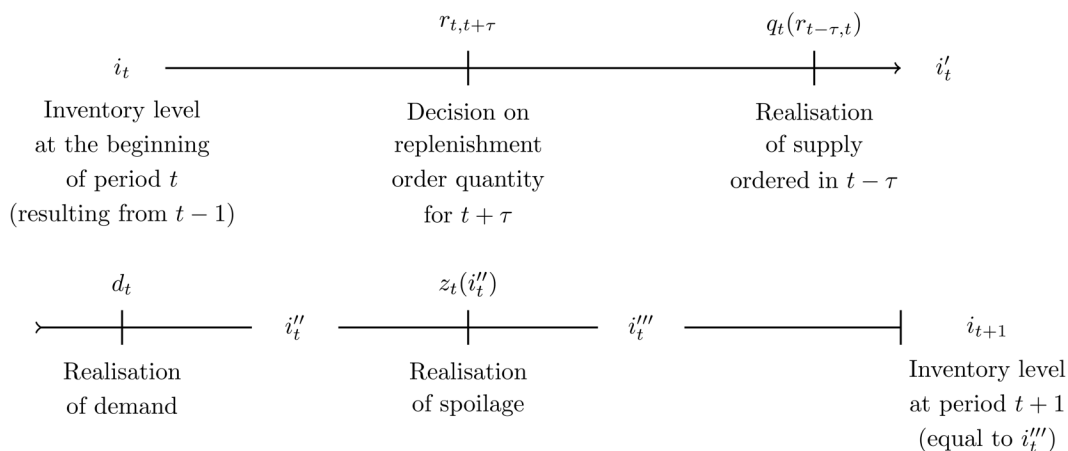 r_{t,t+τ}
q_t(r_{t−τ,t})
i_t
i′_t
Inventory level
at the beginning
of period t
(resulting from t − 1)
Decision on
replenishment
order quantity
for t + τ
Realisation
of supply
ordered in t − τ
d_t
z_t(i″_t)
i″_t
i‴_t
i_{t+1}
Realisation
of demand
Realisation
of spoilage
Inventory level
at period t + 1
(equal to i‴_t)